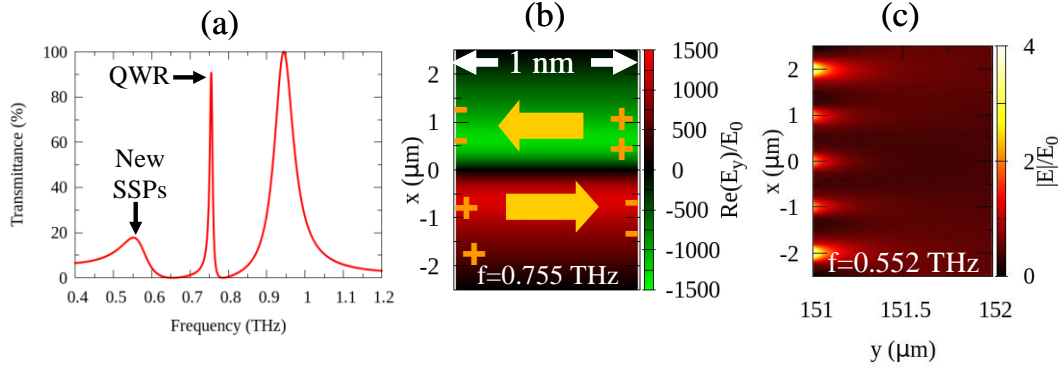 (a)
100
80
60
40
20
0
0.4 0.5 0.6 0.7 0.8 0.9 1 1.1 1.2
Transmittance (%)
Frequency (THz)
QWR
New
SSPs
(b)
1 nm
2
1
0
-1
-2
x (μm)
f=0.755 THz
1500
1000
500
0
-500
-1000
-1500
Re(Ey)/E0
(c)
2
1
0
-1
-2
x (μm)
f=0.552 THz
151 151.5 152
y (μm)
4
2
0
|E|/E0